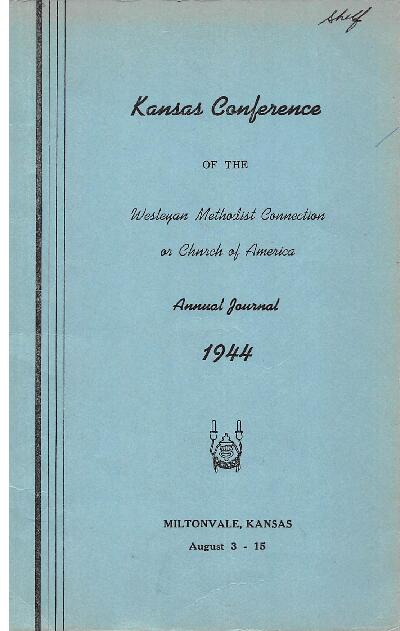 Shelf
Kansas Conference
OF THE
Wesleyan Methodist Connection
or Chnrch of America
Annual Journal
1944
MILTONVALE, KANSAS
August 3 - 15